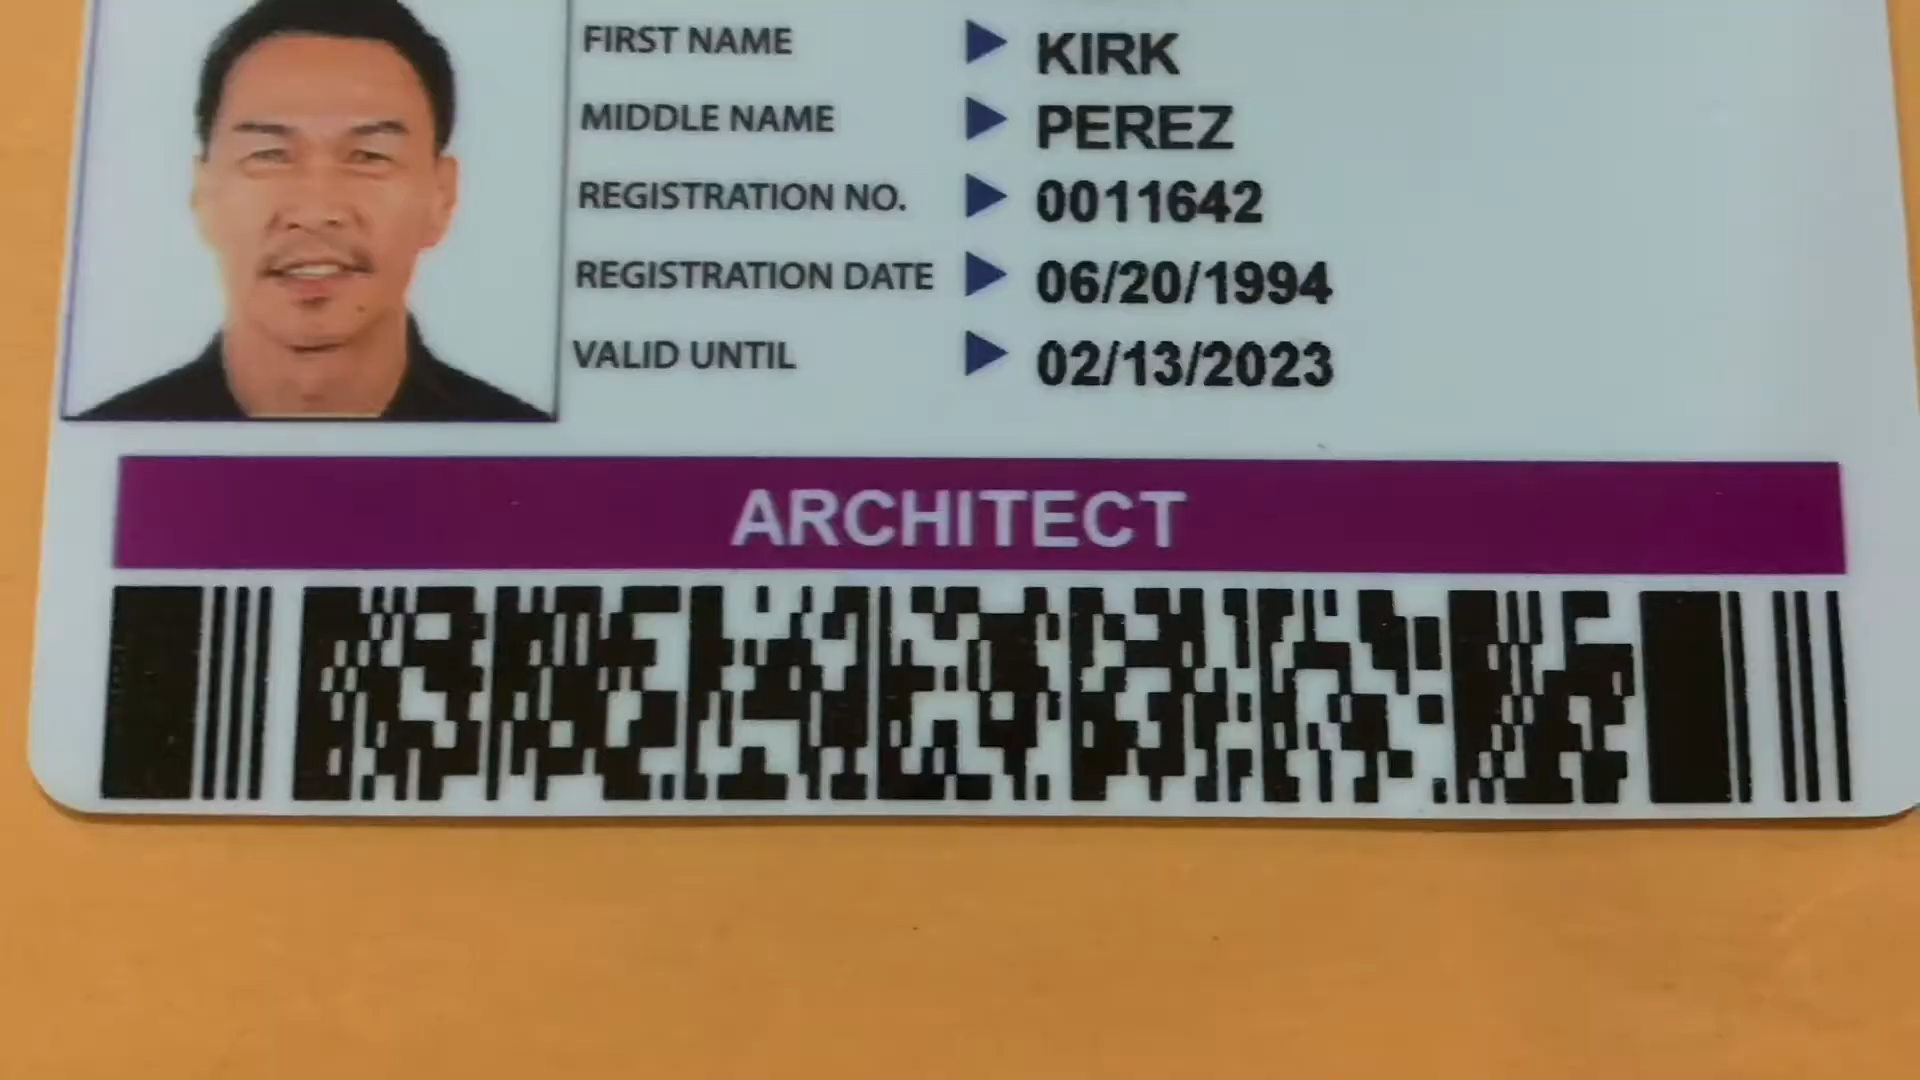 FIRST NAME ▶ KIRK
MIDDLE NAME ▶ PEREZ
REGISTRATION NO. ▶ 0011642
REGISTRATION DATE ▶ 06/20/1994
VALID UNTIL ▶ 02/13/2023
ARCHITECT